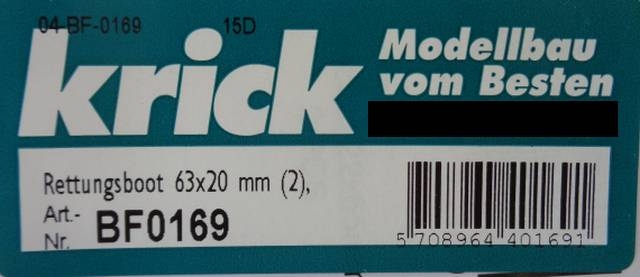 04-BF-0169 15D
krick
Modellbau
vom Besten
Rettungsboot 63x20 mm (2),
Art.-
Nr. BF0169
5 708964 401691